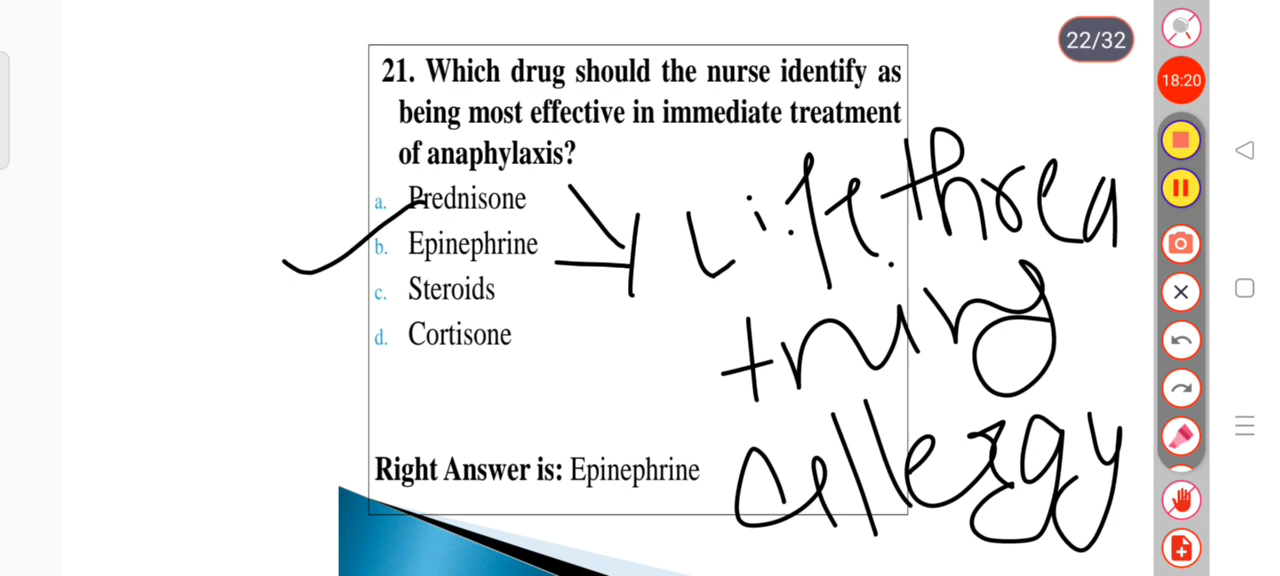 22/32
18:20
21. Which drug should the nurse identify as
being most effective in immediate treatment
of anaphylaxis?
a. Prednisone
b. Epinephrine
c. Steroids
d. Cortisone
Right Answer is: Epinephrine
Life threa
tning
allergy